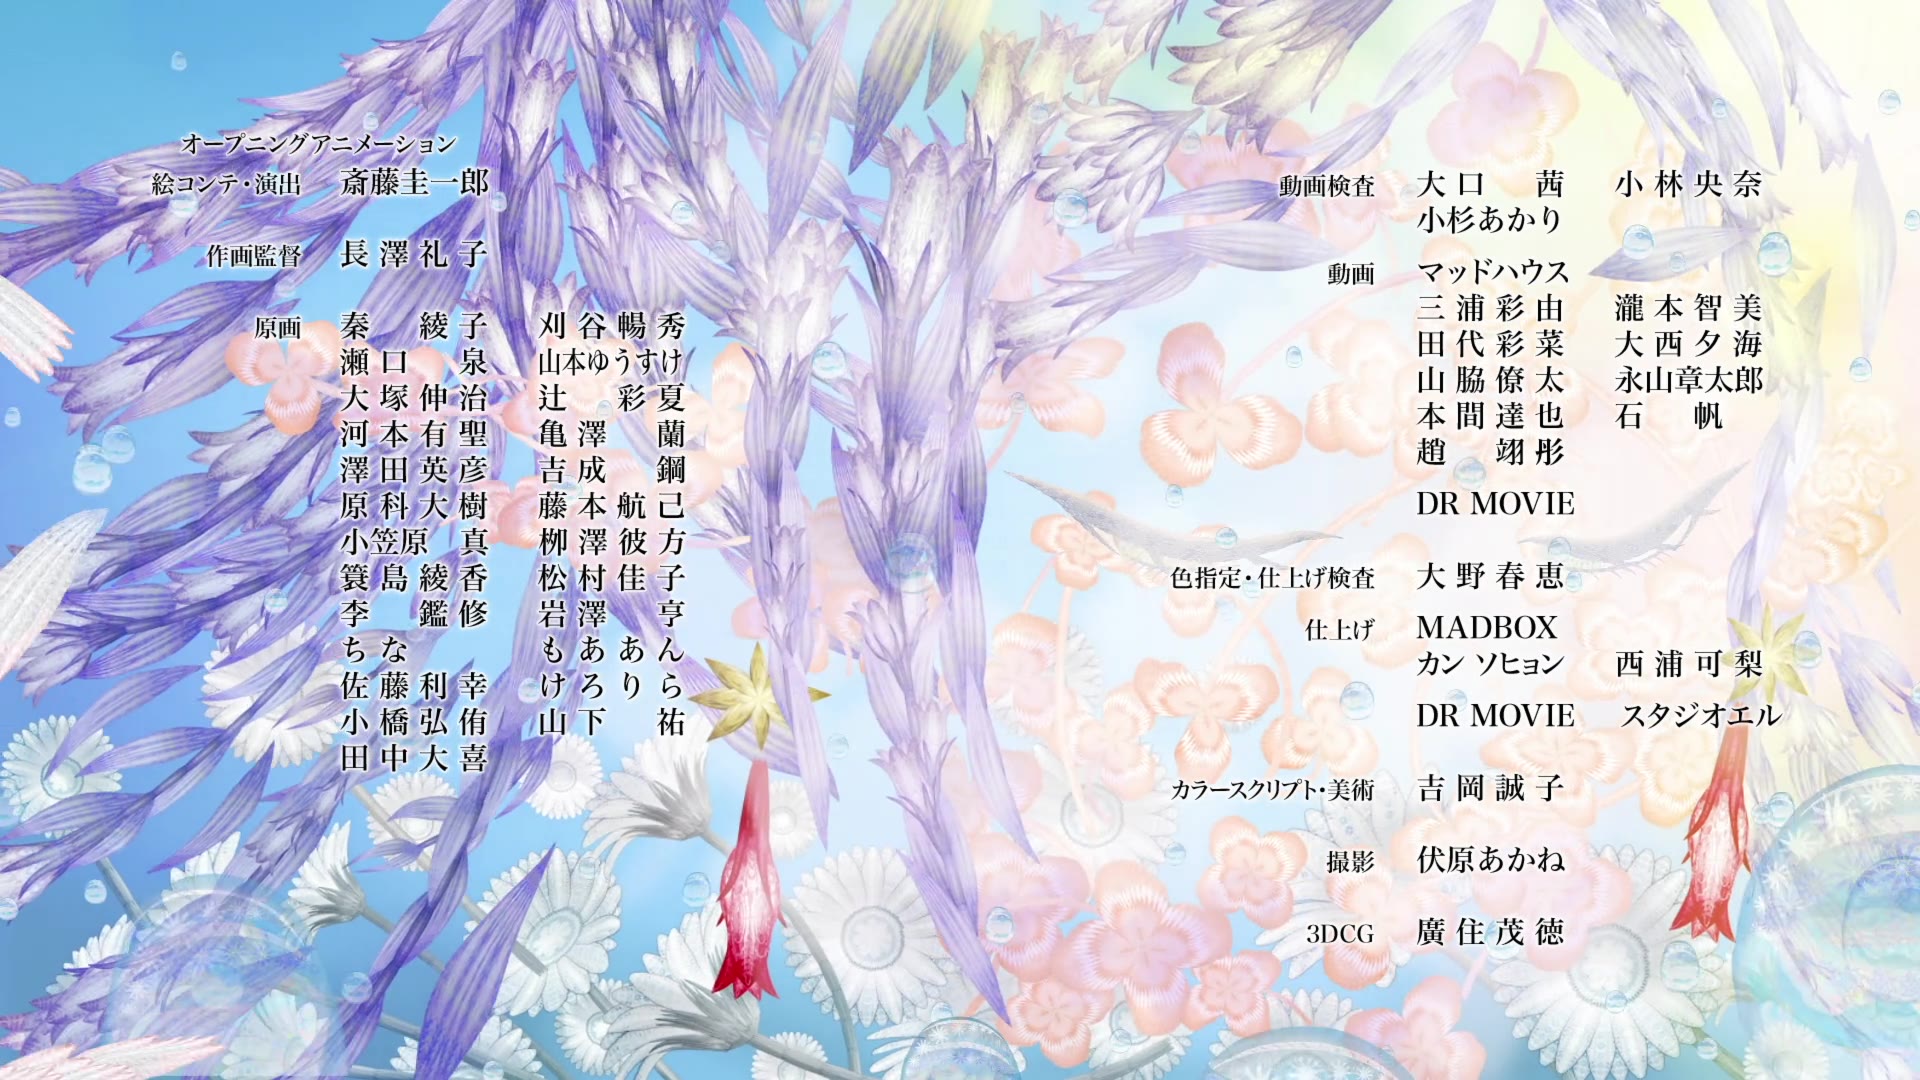 オープニングアニメーション
絵コンテ・演出 斎藤圭一郎
作画監督 長澤礼子
原画 秦 綾子 刈谷暢秀
瀬口 泉 山本ゆうすけ
大塚伸治 辻 彩夏
河本有聖 亀澤 蘭
澤田英彦 吉成 鋼
原科大樹 藤本航己
小笠原 真 栁澤彼方
簑島綾香 松村佳子
李 鑑修 岩澤 亨
ちな もああん
佐藤利幸 けろりら
小橋弘侑 山下 祐
田中大喜
動画検査 大口 茜 小林央奈
小杉あかり
動画 マッドハウス
三浦彩由 瀧本智美
田代彩菜 大西夕海
山脇僚太 永山章太郎
本間達也 石 帆
趙 翊彤
DR MOVIE
色指定・仕上げ検査 大野春恵
仕上げ MADBOX
カン ソヒョン 西浦可梨
DR MOVIE スタジオエル
カラースクリプト・美術 吉岡誠子
撮影 伏原あかね
3DCG 廣住茂徳